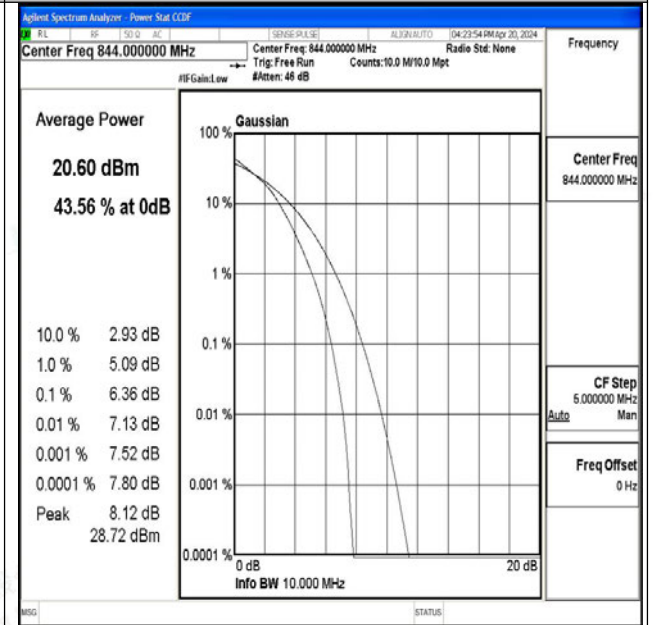 Agilent Spectrum Analyzer - Power Stat CCDF
RL RF 50 Ω AC SENSE:PULSE ALIGN AUTO 04:23:54 PM Apr 20, 2024
Center Freq 844.000000 MHz
Center Freq: 844.000000 MHz Radio Std: None
Trig: Free Run Counts:10.0 M/10.0 Mpt
#IFGain:Low #Atten: 46 dB
Frequency
Average Power
20.60 dBm
43.56 % at 0dB
10.0 % 2.93 dB
1.0 % 5.09 dB
0.1 % 6.36 dB
0.01 % 7.13 dB
0.001 % 7.52 dB
0.0001 % 7.80 dB
Peak 8.12 dB
28.72 dBm
Gaussian
100 %
10 %
1 %
0.1 %
0.01 %
0.001 %
0.0001 %
0 dB 20 dB
Info BW 10.000 MHz
Center Freq
844.000000 MHz
CF Step
5.000000 MHz
Auto Man
Freq Offset
0 Hz
MSG STATUS